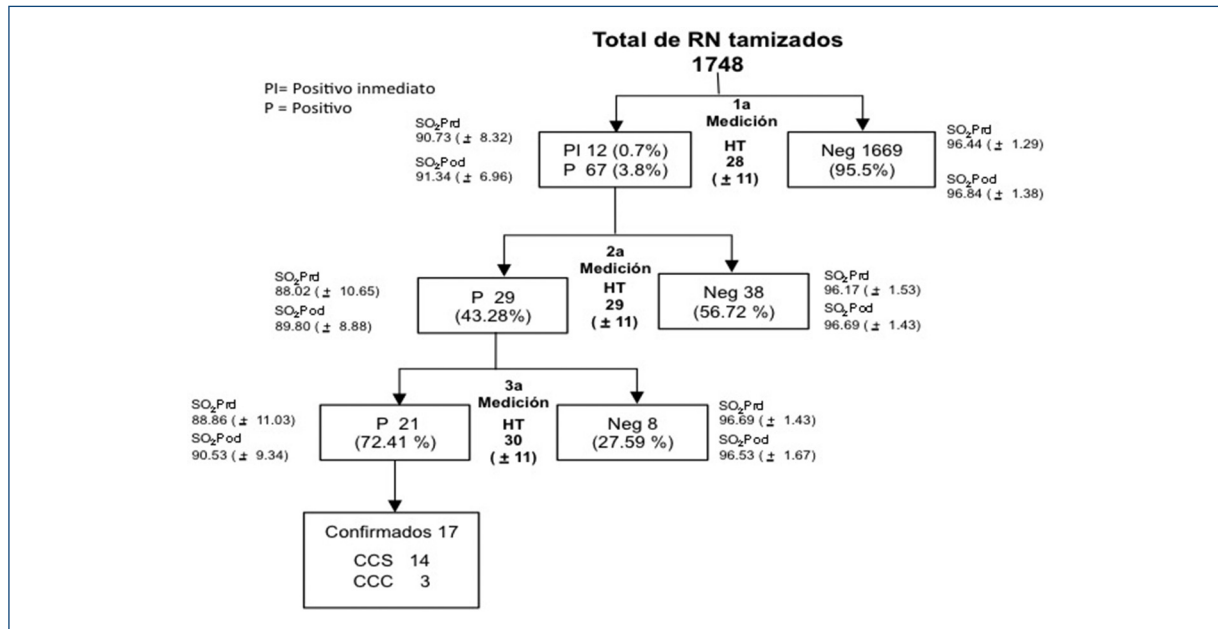 Total de RN tamizados
1748
PI= Positivo inmediato
P = Positivo
1a
Medición
HT
28
( ± 11)
SO₂Prd
90.73 ( ± 8.32)
SO₂Pod
91.34 ( ± 6.96)
PI 12 (0.7%)
P 67 (3.8%)
Neg 1669
(95.5%)
SO₂Prd
96.44 ( ± 1.29)
SO₂Pod
96.84 ( ± 1.38)
2a
Medición
HT
29
( ± 11)
SO₂Prd
88.02 ( ± 10.65)
SO₂Pod
89.80 ( ± 8.88)
P 29
(43.28%)
Neg 38
(56.72 %)
SO₂Prd
96.17 ( ± 1.53)
SO₂Pod
96.69 ( ± 1.43)
3a
Medición
HT
30
( ± 11)
SO₂Prd
88.86 ( ± 11.03)
SO₂Pod
90.53 ( ± 9.34)
P 21
(72.41 %)
Neg 8
(27.59 %)
SO₂Prd
96.69 ( ± 1.43)
SO₂Pod
96.53 ( ± 1.67)
Confirmados 17
CCS 14
CCC 3